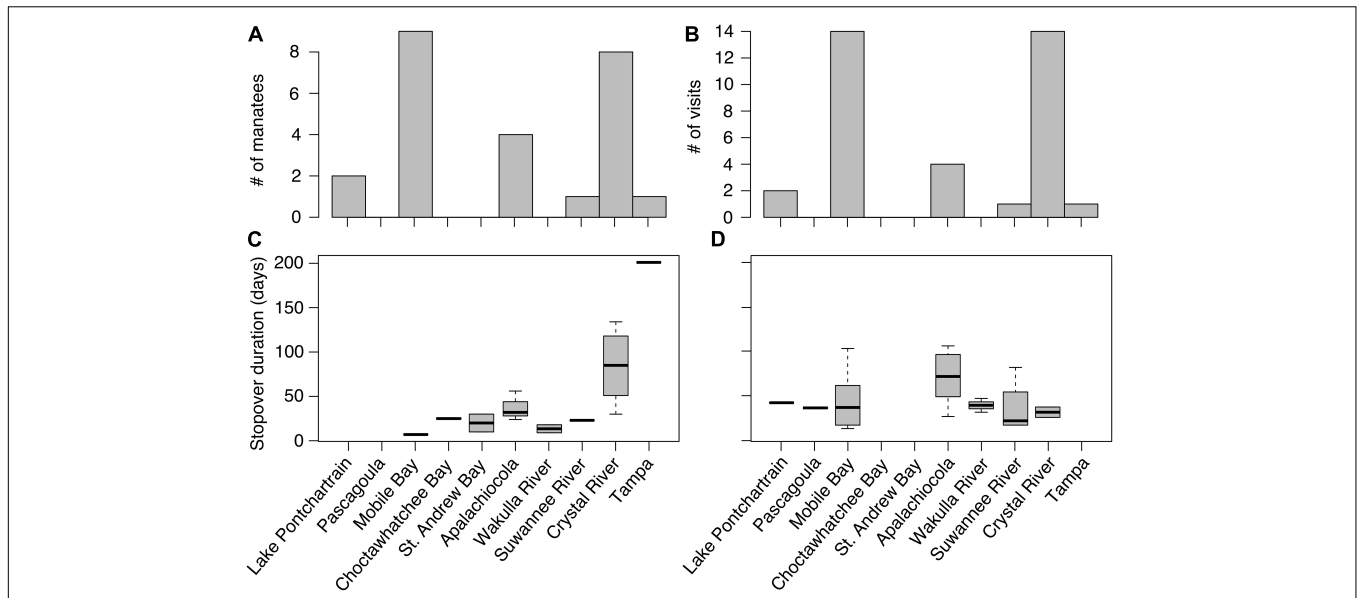 A
B
# of manatees
8
6
4
2
0
# of visits
14
12
10
8
6
4
2
0
C
D
Stopover duration (days)
200
150
100
50
0
Lake Pontchartrain
Pascagoula
Mobile Bay
Choctawhatchee Bay
St. Andrew Bay
Apalachiocola
Wakulla River
Suwannee River
Crystal River
Tampa
Lake Pontchartrain
Pascagoula
Mobile Bay
Choctawhatchee Bay
St. Andrew Bay
Apalachiocola
Wakulla River
Suwannee River
Crystal River
Tampa